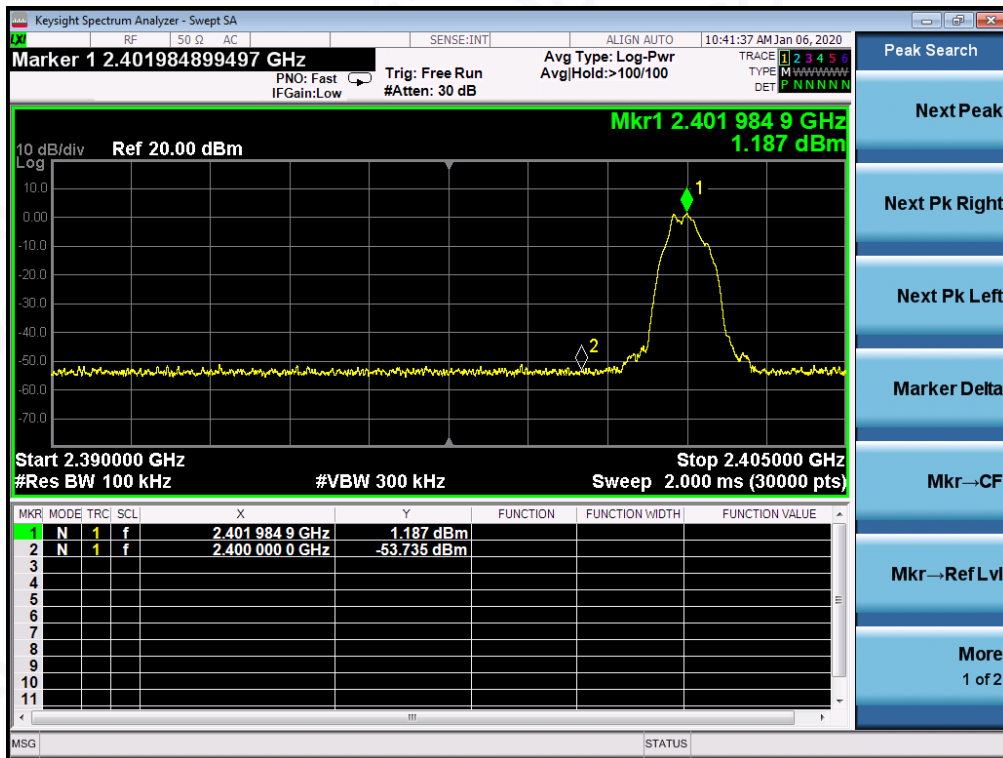 Keysight Spectrum Analyzer - Swept SA
LXI RF 50 Ω AC SENSE:INT ALIGN AUTO 10:41:37 AM Jan 06, 2020
Marker 1 2.401984899497 GHz
PNO: Fast
IFGain:Low
Trig: Free Run
#Atten: 30 dB
Avg Type: Log-Pwr
Avg|Hold:>100/100
TRACE 1 2 3 4 5 6
TYPE M WWWWW
DET P N N N N N
Mkr1 2.401 984 9 GHz
1.187 dBm
10 dB/div Ref 20.00 dBm
Log
10.0
0.00
-10.0
-20.0
-30.0
-40.0
-50.0
-60.0
-70.0
1
2
Start 2.390000 GHz Stop 2.405000 GHz
#Res BW 100 kHz #VBW 300 kHz Sweep 2.000 ms (30000 pts)
MKR MODE TRC SCL X Y FUNCTION FUNCTION WIDTH FUNCTION VALUE
1 N 1 f 2.401 984 9 GHz 1.187 dBm
2 N 1 f 2.400 000 0 GHz -53.735 dBm
3
4
5
6
7
8
9
10
11
MSG STATUS
Peak Search
Next Peak
Next Pk Right
Next Pk Left
Marker Delta
Mkr→CF
Mkr→Ref Lvl
More
1 of 2